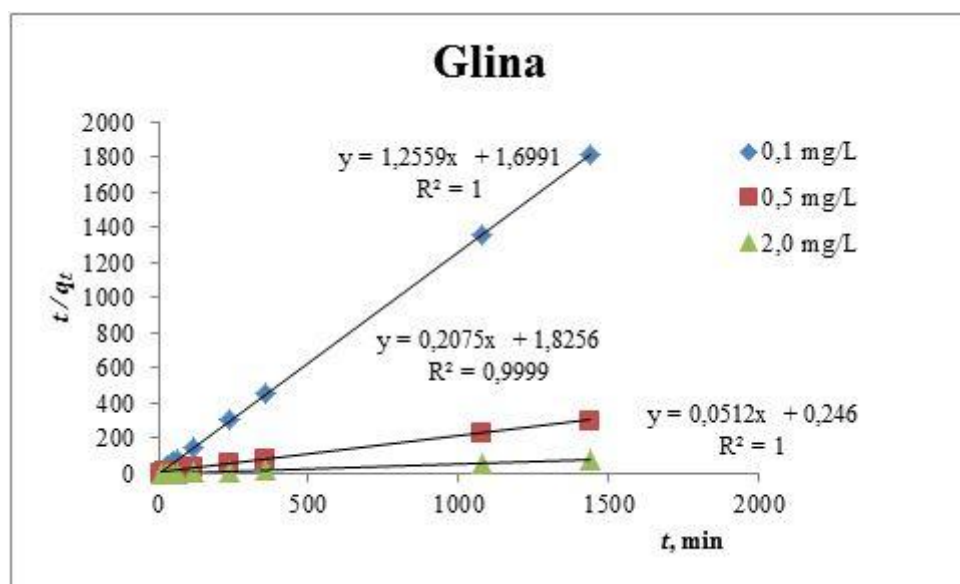 Glina
t/qt
2000
1800
1600
1400
1200
1000
800
600
400
200
0
y = 1,2559x + 1,6991
R² = 1
y = 0,2075x + 1,8256
R² = 0,9999
y = 0,0512x + 0,246
R² = 1
0,1 mg/L
0,5 mg/L
2,0 mg/L
0 500 1000 1500 2000
t, min